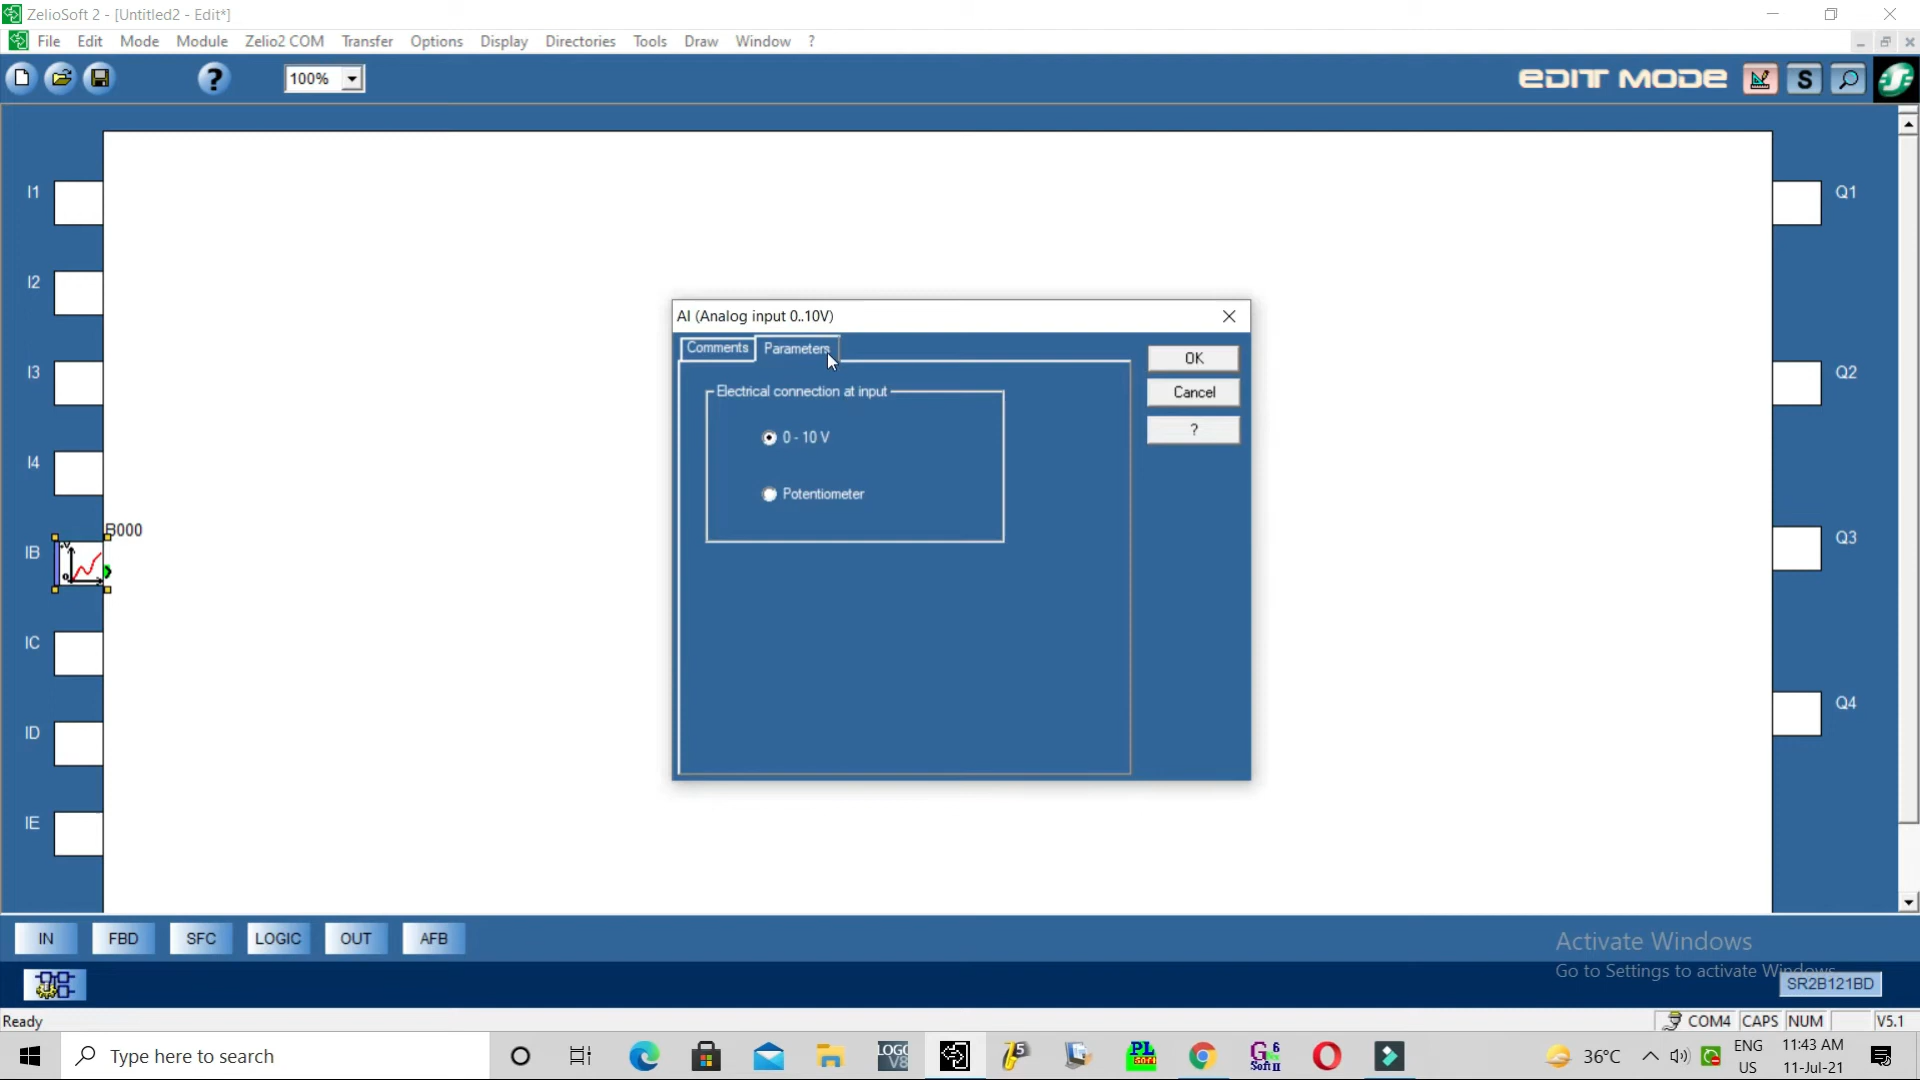 ZelioSoft 2 - [Untitled2 - Edit*]
File Edit Mode Module Zelio2 COM Transfer Options Display Directories Tools Draw Window ?
? 100% EDIT MODE S
I1 Q1
I2
AI (Analog input 0..10V)
Comments Parameters
OK
I3 Q2
Electrical connection at input
Cancel
?
0 - 10 V
I4
Potentiometer
B000
IB Q3
IC
ID Q4
IE
IN FBD SFC LOGIC OUT AFB
Activate Windows
Go to Settings to activate Windows.
SR2B121BD
Ready COM4 CAPS NUM V5.1
Type here to search
36°C ENG US 11:43 AM 11-Jul-21